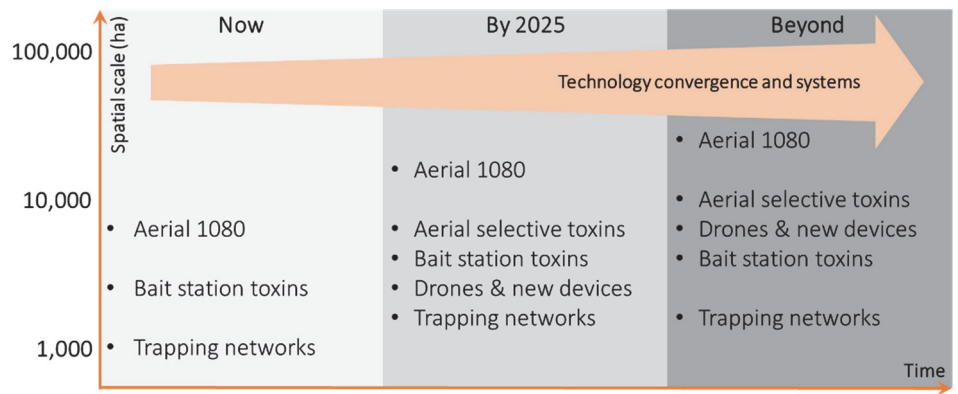 Now
By 2025
Beyond
100,000
10,000
1,000
Spatial scale (ha)
Technology convergence and systems
• Aerial 1080
• Bait station toxins
• Trapping networks
• Aerial 1080
• Aerial selective toxins
• Bait station toxins
• Drones & new devices
• Trapping networks
• Aerial 1080
• Aerial selective toxins
• Drones & new devices
• Bait station toxins
• Trapping networks
Time